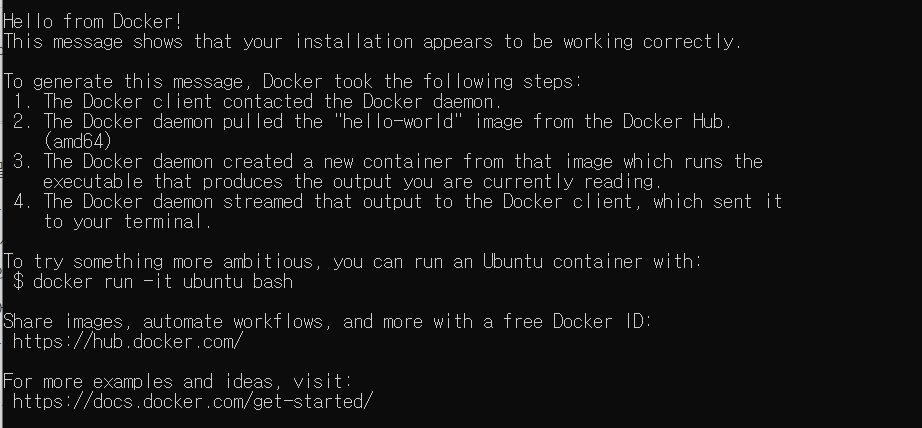 Hello from Docker!
This message shows that your installation appears to be working correctly.
To generate this message, Docker took the following steps:
1. The Docker client contacted the Docker daemon.
2. The Docker daemon pulled the "hello-world" image from the Docker Hub.
(amd64)
3. The Docker daemon created a new container from that image which runs the
executable that produces the output you are currently reading.
4. The Docker daemon streamed that output to the Docker client, which sent it
to your terminal.
To try something more ambitious, you can run an Ubuntu container with:
$ docker run -it ubuntu bash
Share images, automate workflows, and more with a free Docker ID:
https://hub.docker.com/
For more examples and ideas, visit:
https://docs.docker.com/get-started/